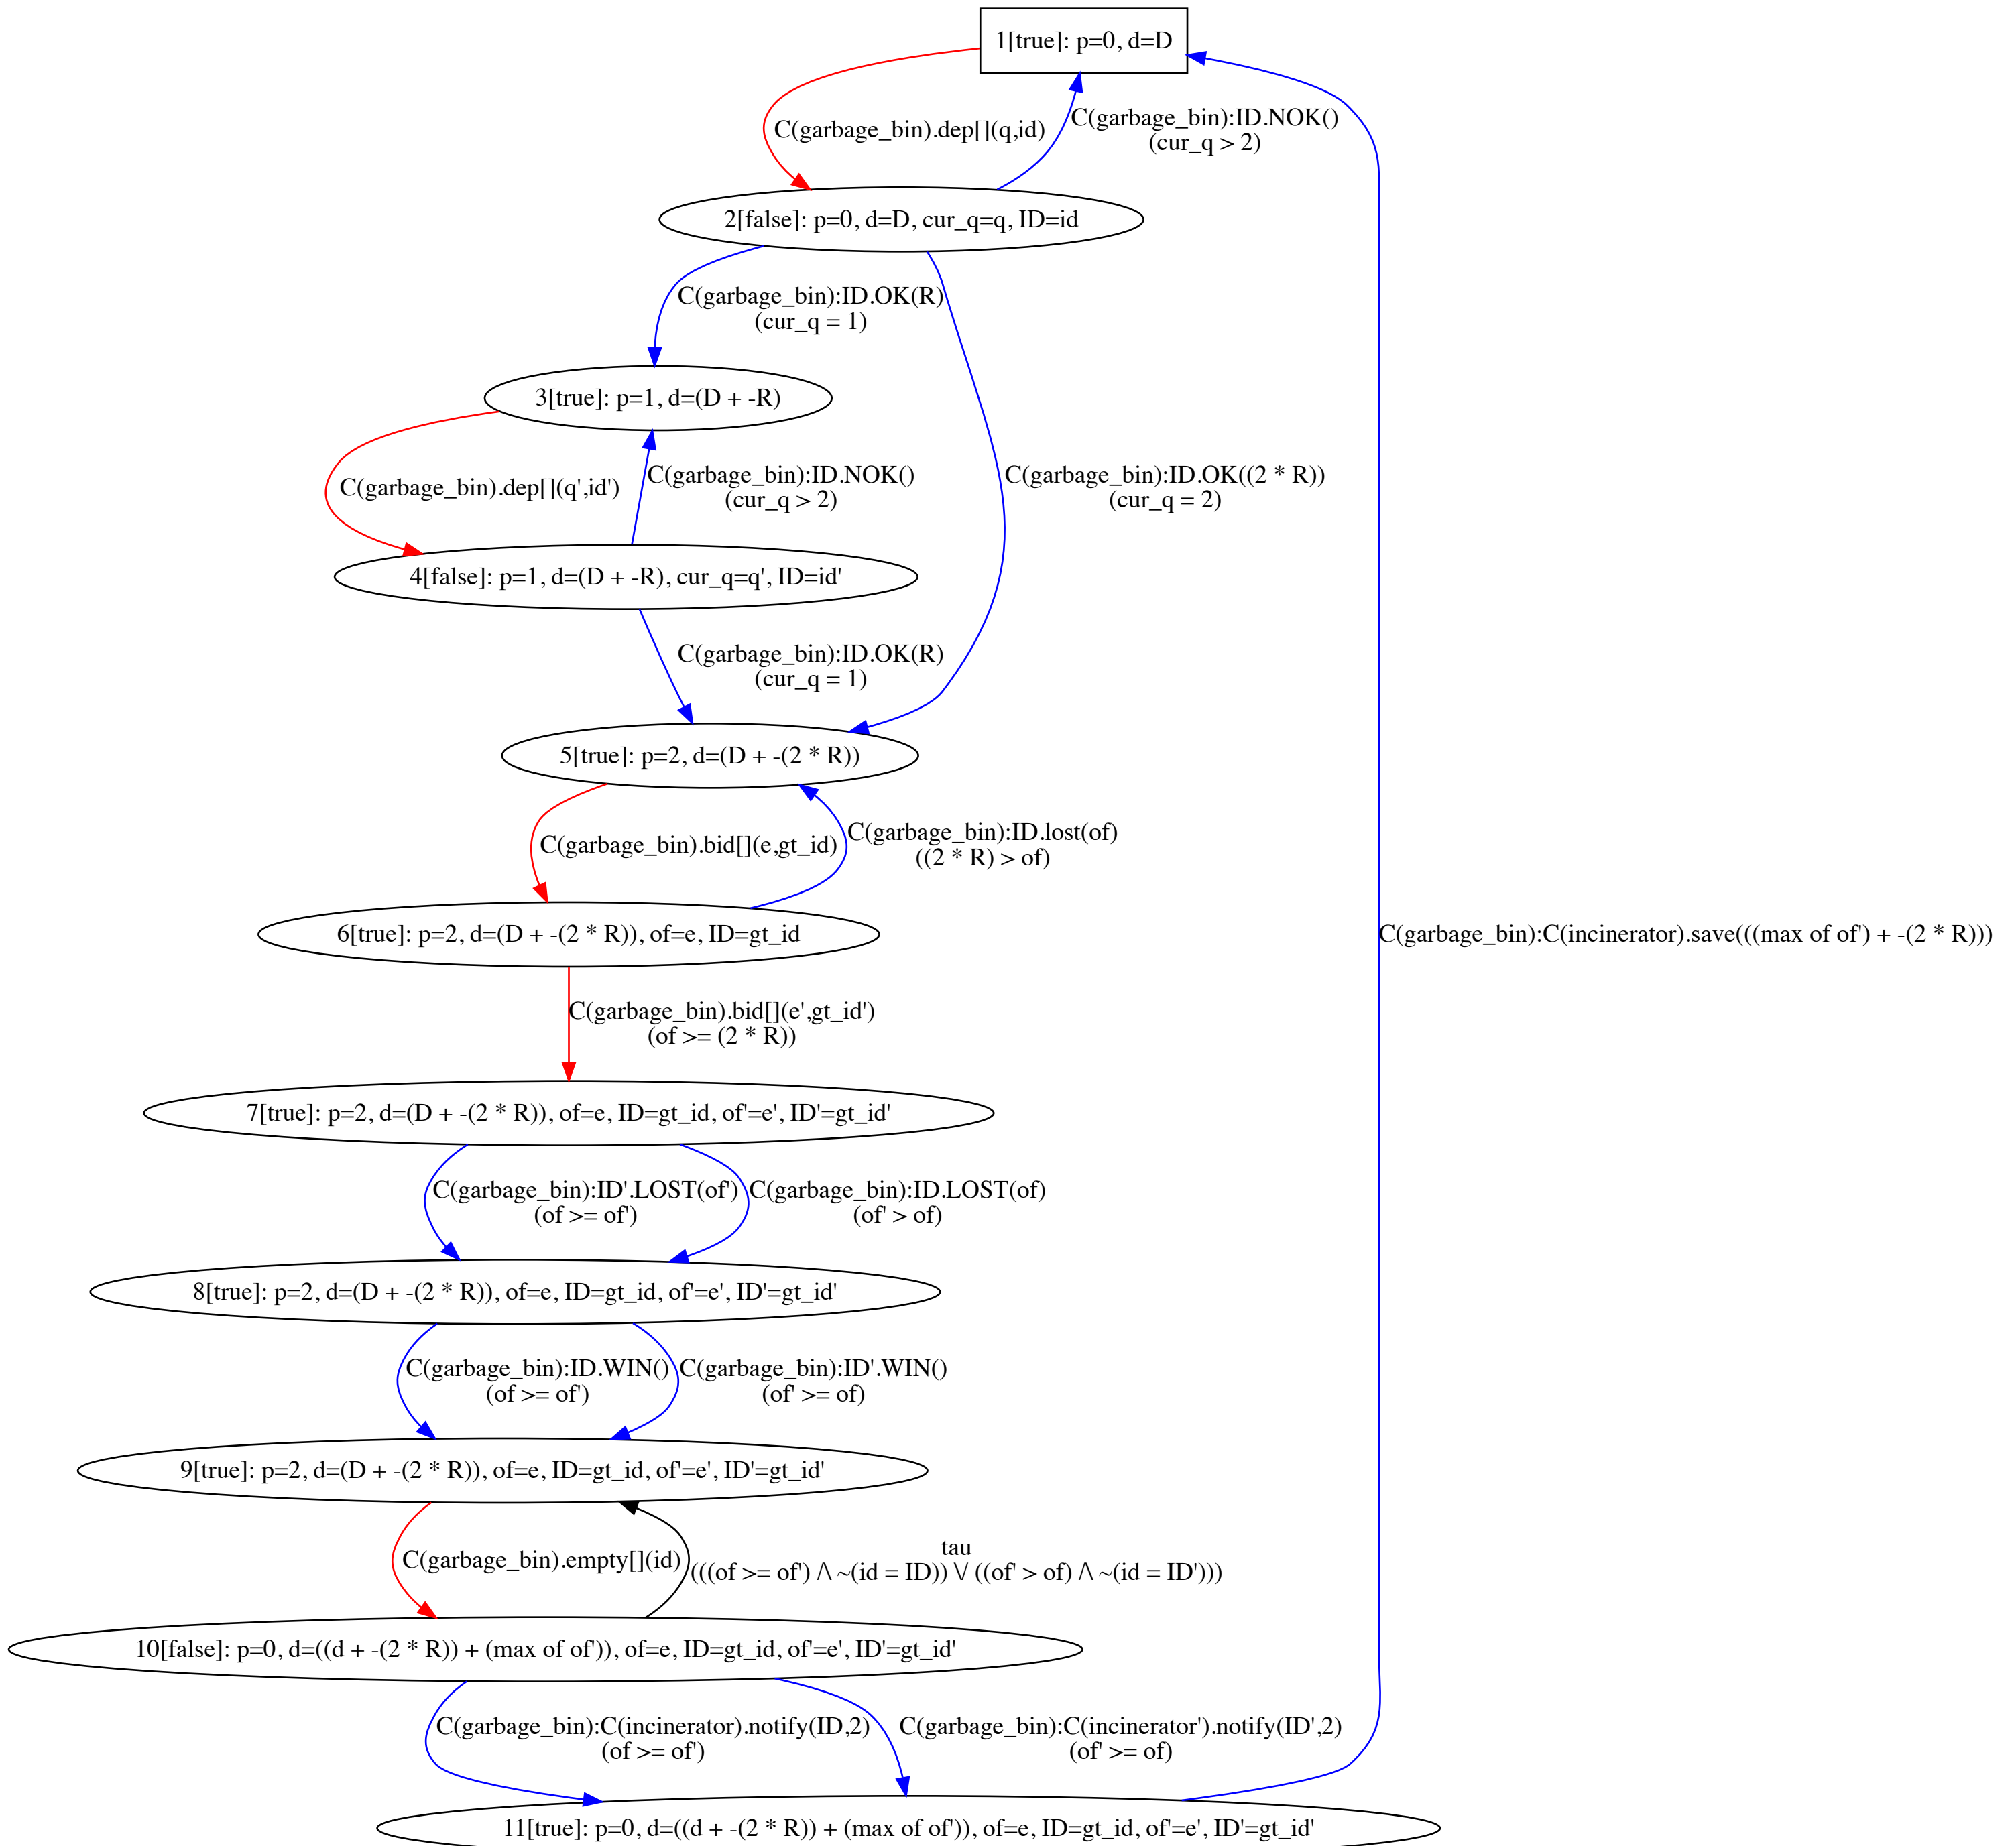 1[true]: p=0, d=D
C(garbage_bin).dep[](q,id)
C(garbage_bin):ID.NOK()
(cur_q > 2)
2[false]: p=0, d=D, cur_q=q, ID=id
C(garbage_bin):ID.OK(R)
(cur_q = 1)
3[true]: p=1, d=(D + -R)
C(garbage_bin).dep[](q',id')
C(garbage_bin):ID.NOK()
(cur_q > 2)
C(garbage_bin):ID.OK((2 * R))
(cur_q = 2)
4[false]: p=1, d=(D + -R), cur_q=q', ID=id'
C(garbage_bin):ID.OK(R)
(cur_q = 1)
5[true]: p=2, d=(D + -(2 * R))
C(garbage_bin).bid[](e,gt_id)
C(garbage_bin):ID.lost(of)
((2 * R) > of)
6[true]: p=2, d=(D + -(2 * R)), of=e, ID=gt_id
C(garbage_bin):C(incinerator).save(((max of of') + -(2 * R)))
C(garbage_bin).bid[](e',gt_id')
(of >= (2 * R))
7[true]: p=2, d=(D + -(2 * R)), of=e, ID=gt_id, of'=e', ID'=gt_id'
C(garbage_bin):ID'.LOST(of')
(of >= of')
C(garbage_bin):ID.LOST(of)
(of' > of)
8[true]: p=2, d=(D + -(2 * R)), of=e, ID=gt_id, of'=e', ID'=gt_id'
C(garbage_bin):ID.WIN()
(of >= of')
C(garbage_bin):ID'.WIN()
(of' >= of)
9[true]: p=2, d=(D + -(2 * R)), of=e, ID=gt_id, of'=e', ID'=gt_id'
C(garbage_bin).empty[](id)
tau
(((of >= of') /\ ~(id = ID)) \/ ((of' > of) /\ ~(id = ID')))
10[false]: p=0, d=((d + -(2 * R)) + (max of of')), of=e, ID=gt_id, of'=e', ID'=gt_id'
C(garbage_bin):C(incinerator).notify(ID,2)
(of >= of')
C(garbage_bin):C(incinerator').notify(ID',2)
(of' >= of)
11[true]: p=0, d=((d + -(2 * R)) + (max of of')), of=e, ID=gt_id, of'=e', ID'=gt_id'